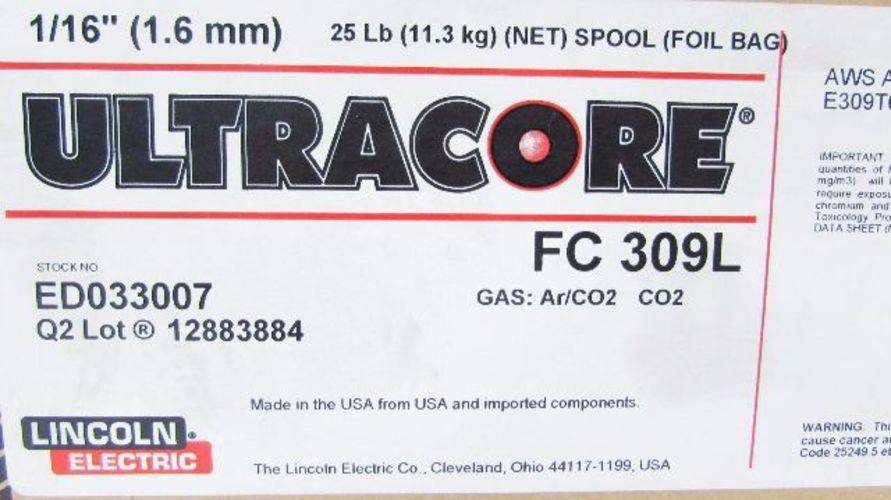 1/16" (1.6 mm) 25 Lb (11.3 kg) (NET) SPOOL (FOIL BAG)
ULTRACORE®
FC 309L
STOCK NO
ED033007
GAS: Ar/CO2 CO2
Q2 Lot ® 12883884
Made in the USA from USA and imported components.
LINCOLN
ELECTRIC
The Lincoln Electric Co., Cleveland, Ohio 44117-1199, USA
AWS A
E309T
IMPORTANT
quantities of
mg/m3) will
require exposu
chromium and
Toxicology Pro
DATA SHEET
WARNING: Thi
cause cancer a
Code 25249.5 et